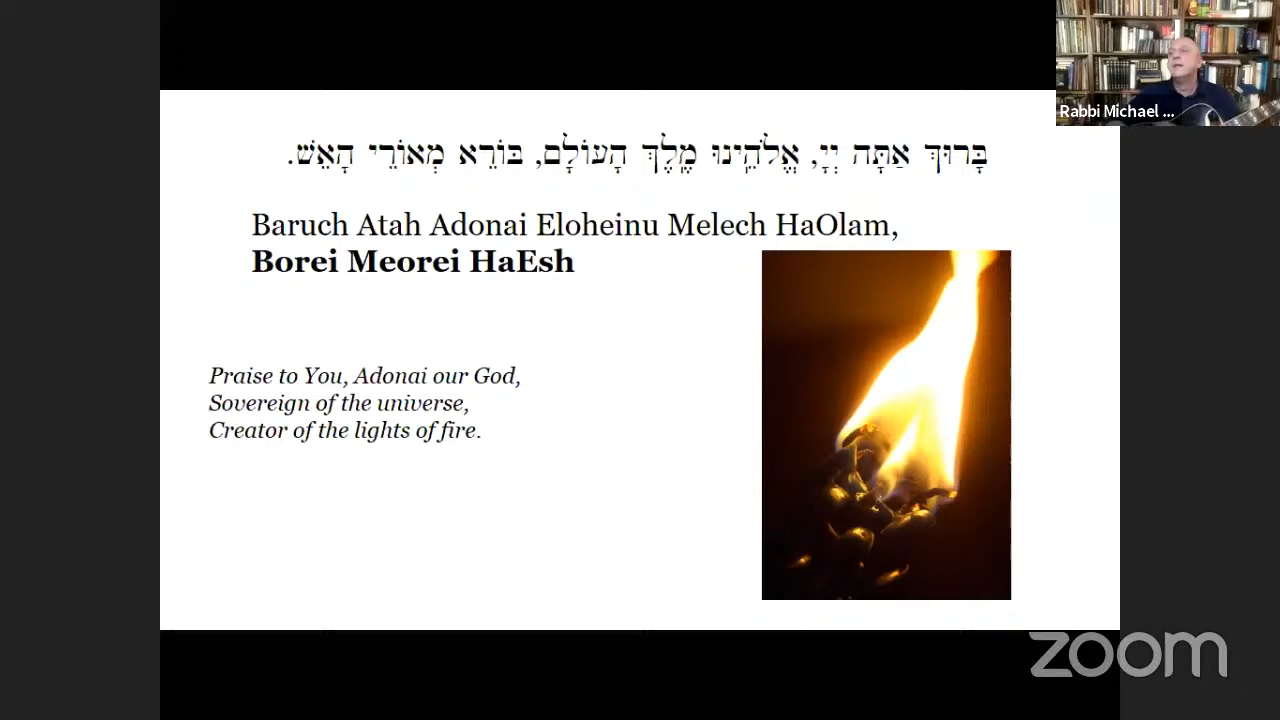 Rabbi Michael ...
בָּרוּךְ אַתָּה יְיָ, אֱלֹהֵינוּ מֶלֶךְ הָעוֹלָם, בּוֹרֵא מְאוֹרֵי הָאֵשׁ.
Baruch Atah Adonai Eloheinu Melech HaOlam,
Borei Meorei HaEsh
Praise to You, Adonai our God,
Sovereign of the universe,
Creator of the lights of fire.
zoom